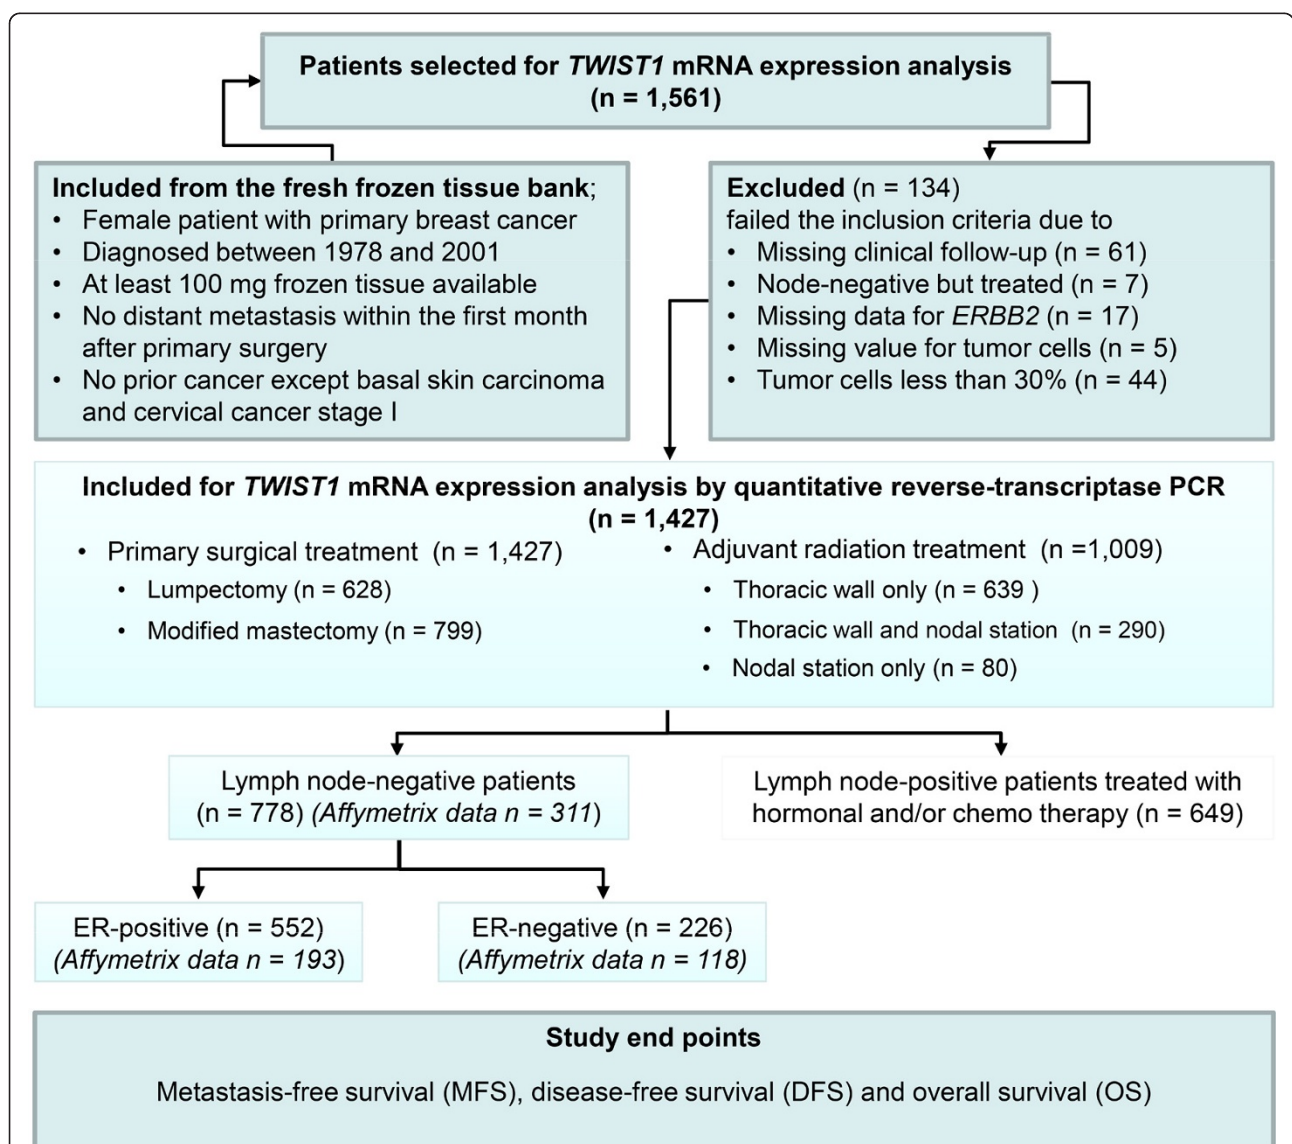 Patients selected for TWIST1 mRNA expression analysis
(n = 1,561)
Included from the fresh frozen tissue bank;
• Female patient with primary breast cancer
• Diagnosed between 1978 and 2001
• At least 100 mg frozen tissue available
• No distant metastasis within the first month
after primary surgery
• No prior cancer except basal skin carcinoma
and cervical cancer stage I
Excluded (n = 134)
failed the inclusion criteria due to
• Missing clinical follow-up (n = 61)
• Node-negative but treated (n = 7)
• Missing data for ERBB2 (n = 17)
• Missing value for tumor cells (n = 5)
• Tumor cells less than 30% (n = 44)
Included for TWIST1 mRNA expression analysis by quantitative reverse-transcriptase PCR
(n = 1,427)
• Primary surgical treatment (n = 1,427)
• Lumpectomy (n = 628)
• Modified mastectomy (n = 799)
• Adjuvant radiation treatment (n =1,009)
• Thoracic wall only (n = 639 )
• Thoracic wall and nodal station (n = 290)
• Nodal station only (n = 80)
Lymph node-negative patients
(n = 778) (Affymetrix data n = 311)
Lymph node-positive patients treated with
hormonal and/or chemo therapy (n = 649)
ER-positive (n = 552)
(Affymetrix data n = 193)
ER-negative (n = 226)
(Affymetrix data n = 118)
Study end points
Metastasis-free survival (MFS), disease-free survival (DFS) and overall survival (OS)